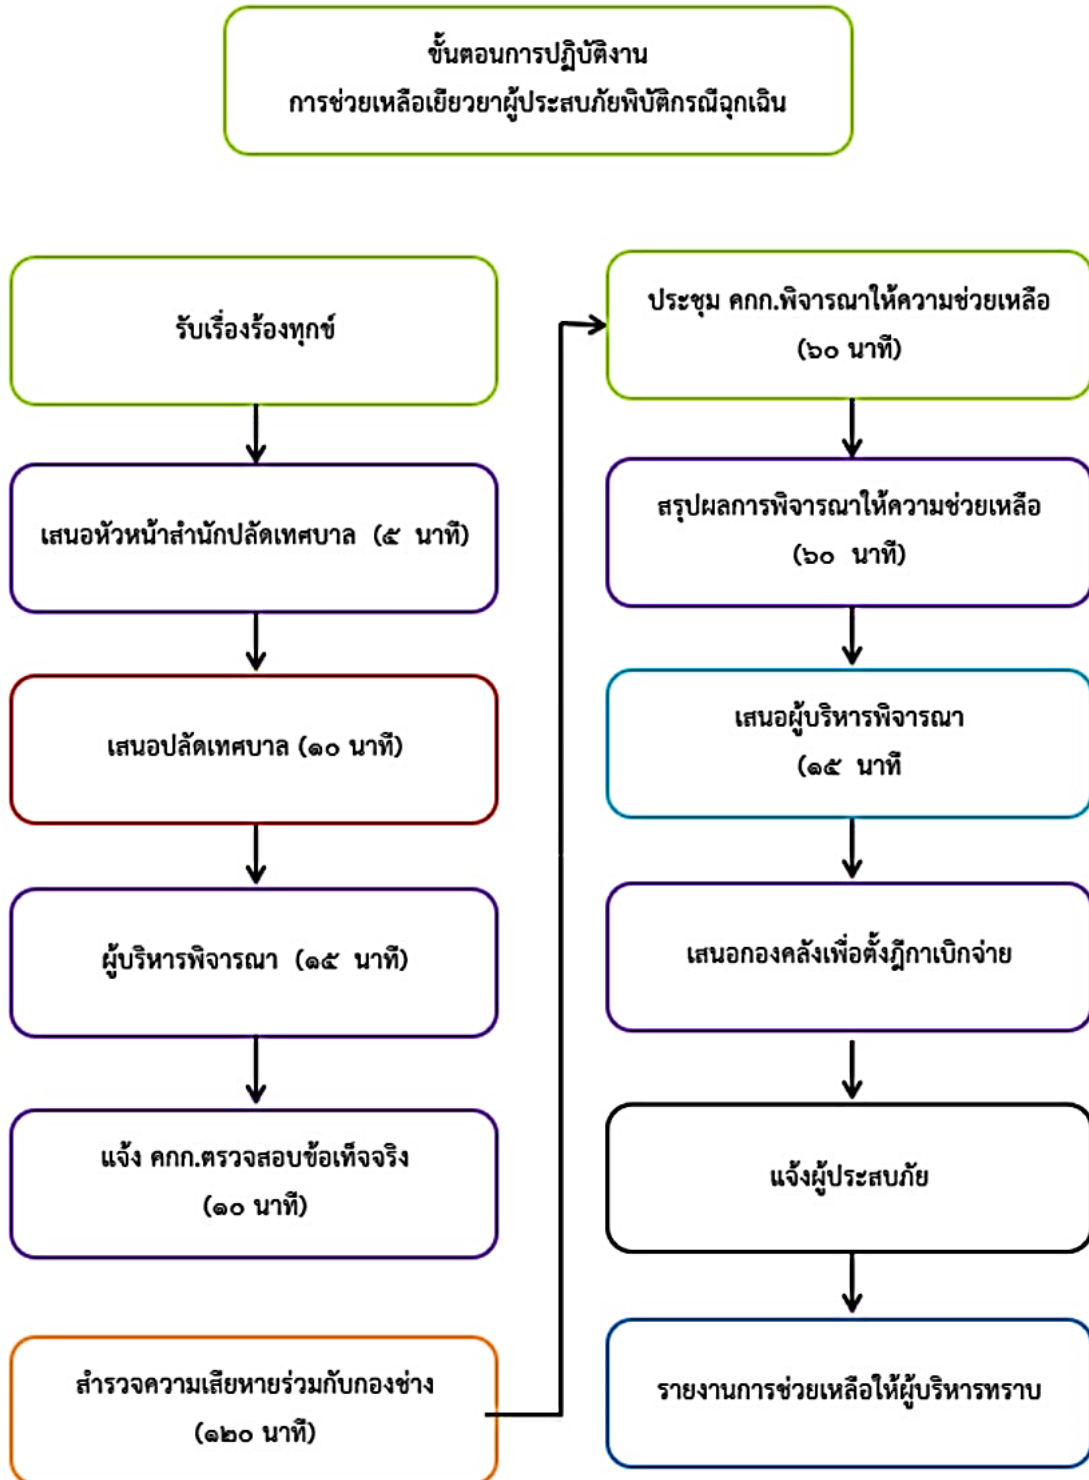 ขั้นตอนการปฏิบัติงาน
การช่วยเหลือเยียวยาผู้ประสบภัยพิบัติกรณีฉุกเฉิน
รับเรื่องร้องทุกข์
เสนอหัวหน้าสำนักปลัดเทศบาล (๕ นาที)
เสนอปลัดเทศบาล (๑๐ นาที)
ผู้บริหารพิจารณา (๑๕ นาที)
แจ้ง คกก.ตรวจสอบข้อเท็จจริง
(๑๐ นาที)
สำรวจความเสียหายร่วมกับกองช่าง
(๑๒๐ นาที)
ประชุม คกก.พิจารณาให้ความช่วยเหลือ
(๖๐ นาที)
สรุปผลการพิจารณาให้ความช่วยเหลือ
(๖๐ นาที)
เสนอผู้บริหารพิจารณา
(๑๕ นาที
เสนอกองคลังเพื่อตั้งฎีกาเบิกจ่าย
แจ้งผู้ประสบภัย
รายงานการช่วยเหลือให้ผู้บริหารทราบ